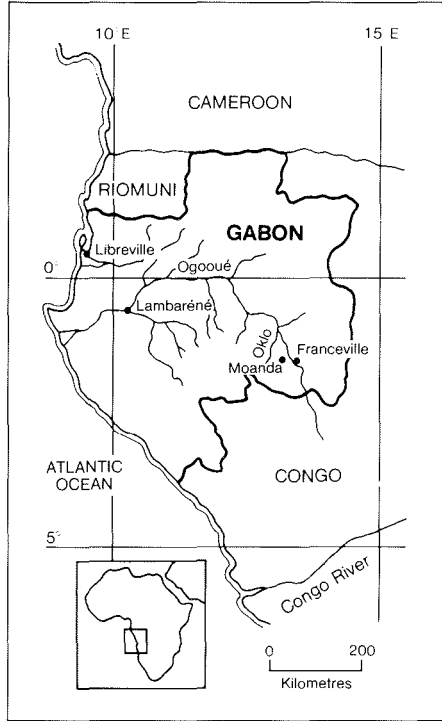 10° E 15 E
CAMEROON
RIOMUNI
GABON
Libreville
0°
Ogooué
Lambaréné
Oklo
Franceville
Moanda
ATLANTIC
OCEAN
CONGO
5°
Congo River
0 200
Kilometres